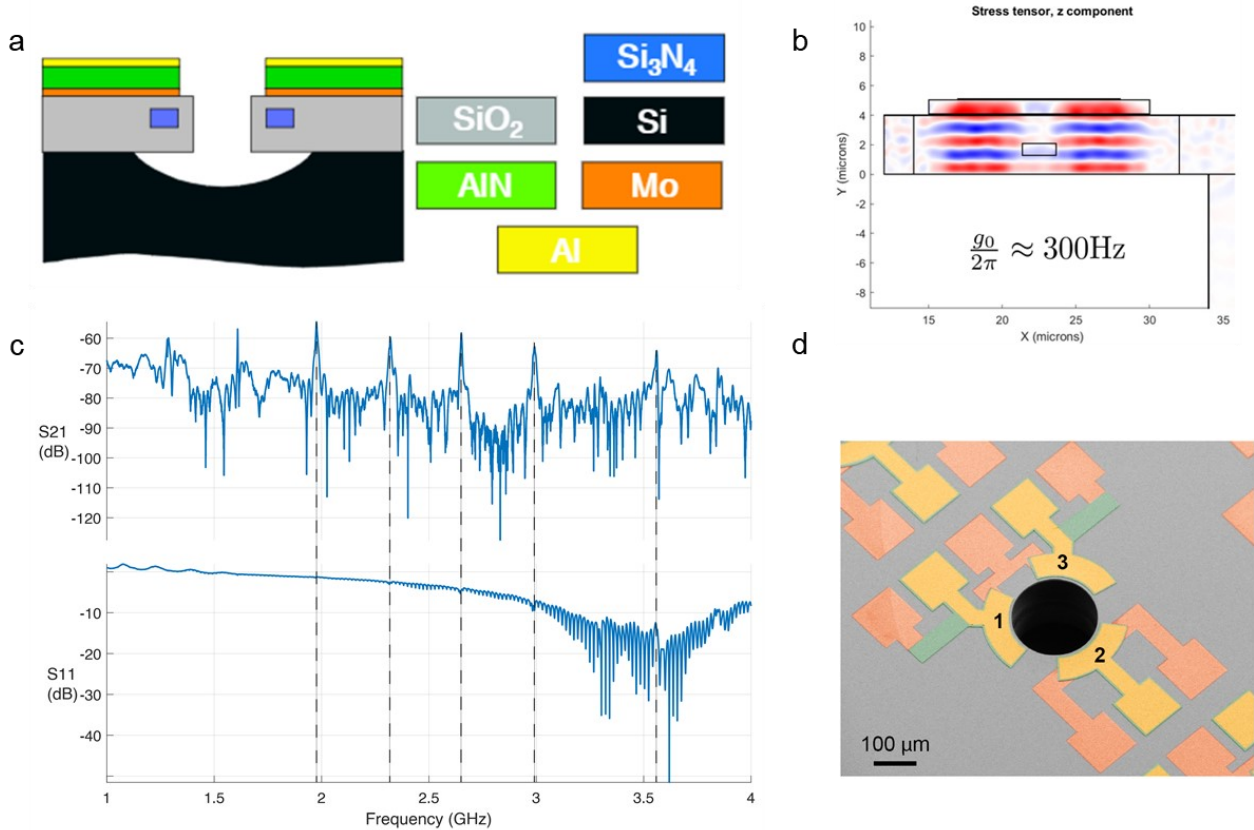 a
Si₃N₄
SiO₂
Si
AlN
Mo
Al
b
Stress tensor, z component
10
8
6
4
2
0
-2
-4
-6
-8
Y (microns)
15
20
25
30
35
X (microns)
g₀/2π ≈ 300Hz
c
-60
-70
-80
-90
-100
-110
-120
S21
(dB)
-10
-20
-30
-40
S11
(dB)
1
1.5
2
2.5
3
3.5
4
Frequency (GHz)
d
3
1
2
100 µm